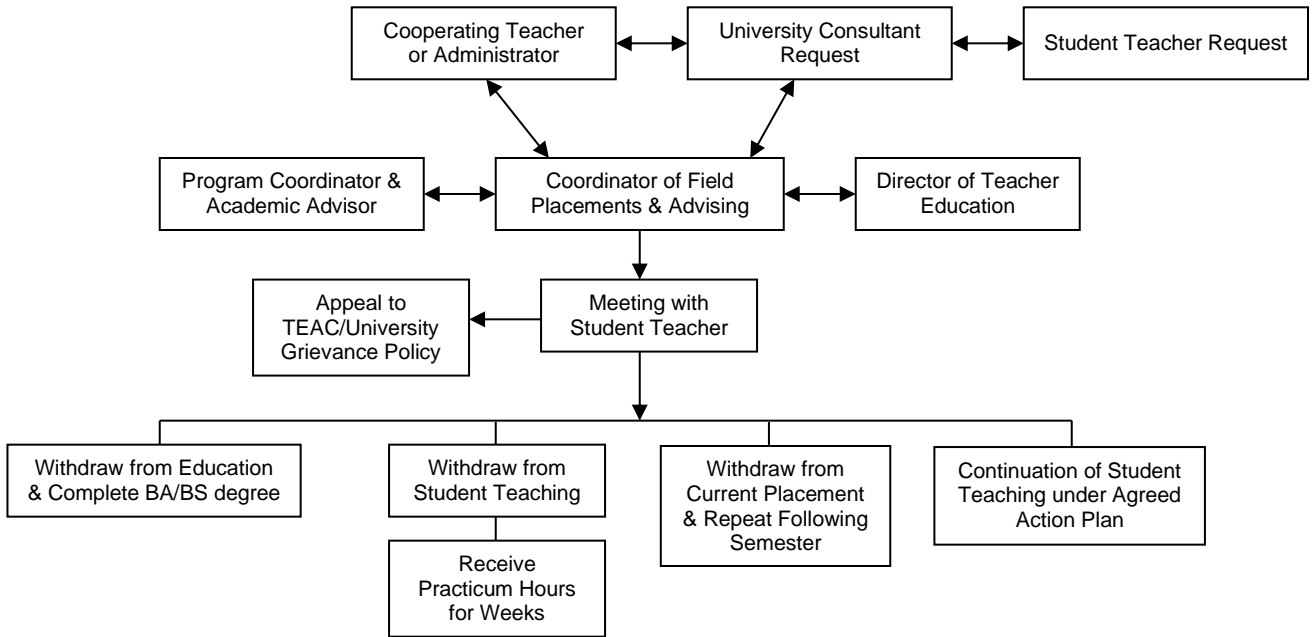 Cooperating Teacher
or Administrator
University Consultant
Request
Student Teacher Request
Program Coordinator &
Academic Advisor
Coordinator of Field
Placements & Advising
Director of Teacher
Education
Appeal to
TEAC/University
Grievance Policy
Meeting with
Student Teacher
Withdraw from Education
& Complete BA/BS degree
Withdraw from
Student Teaching
Withdraw from
Current Placement
& Repeat Following
Semester
Continuation of Student
Teaching under Agreed
Action Plan
Receive
Practicum Hours
for Weeks